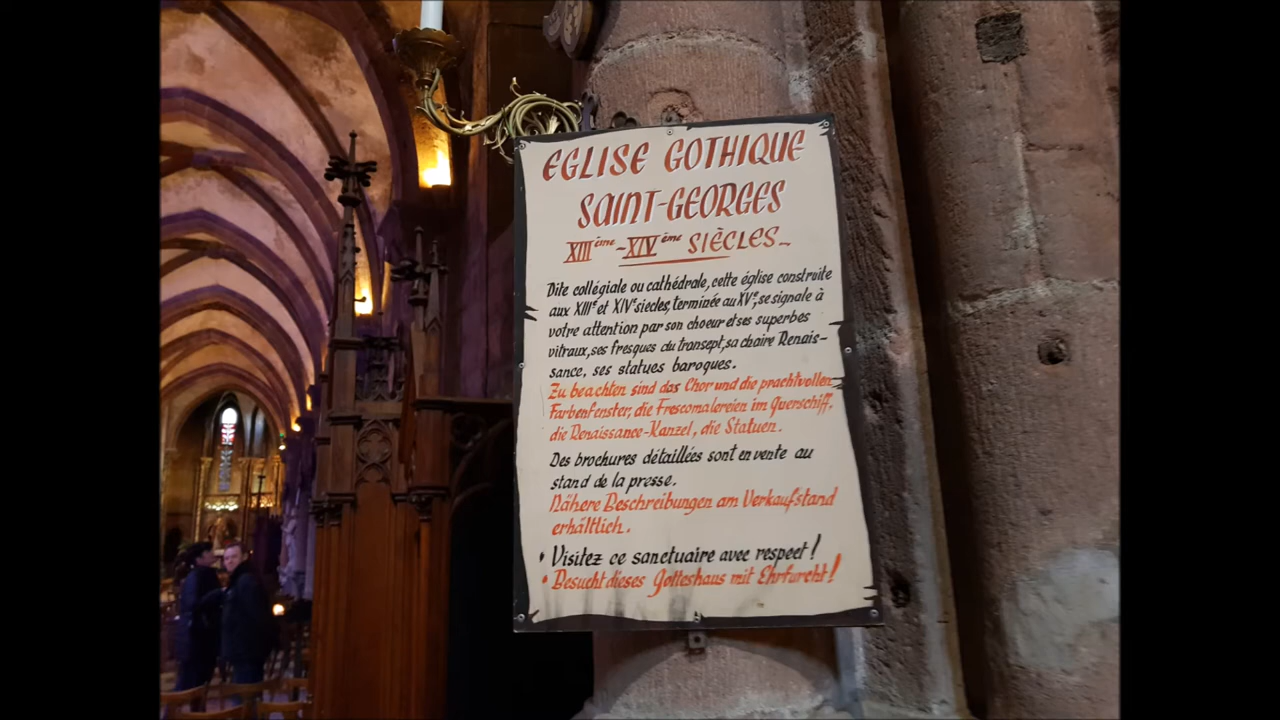 EGLISE GOTHIQUE
SAINT-GEORGES
XIIIème-XIVème SIÈCLES..
Dite collégiale ou cathédrale, cette église construite
aux XIIIe et XIVe siecles, terminée au XVe, se signale à
votre attention par son choeur et ses superbes
vitraux, ses fresques du transept, sa chaire Renais-
sance, ses statues baroques.
Zu beachten sind das Chor und die prachtvollen
Farbenfenster, die Frescomalereien im Querschiff,
die Renaissance-Kanzel, die Statuen.
Des brochures détaillées sont en vente au
stand de la presse.
Nähere Beschreibungen am Verkaufstand
erhältlich.
• Visitez ce sanctuaire avec respect!
• Besucht dieses Gotteshaus mit Ehrfurcht!